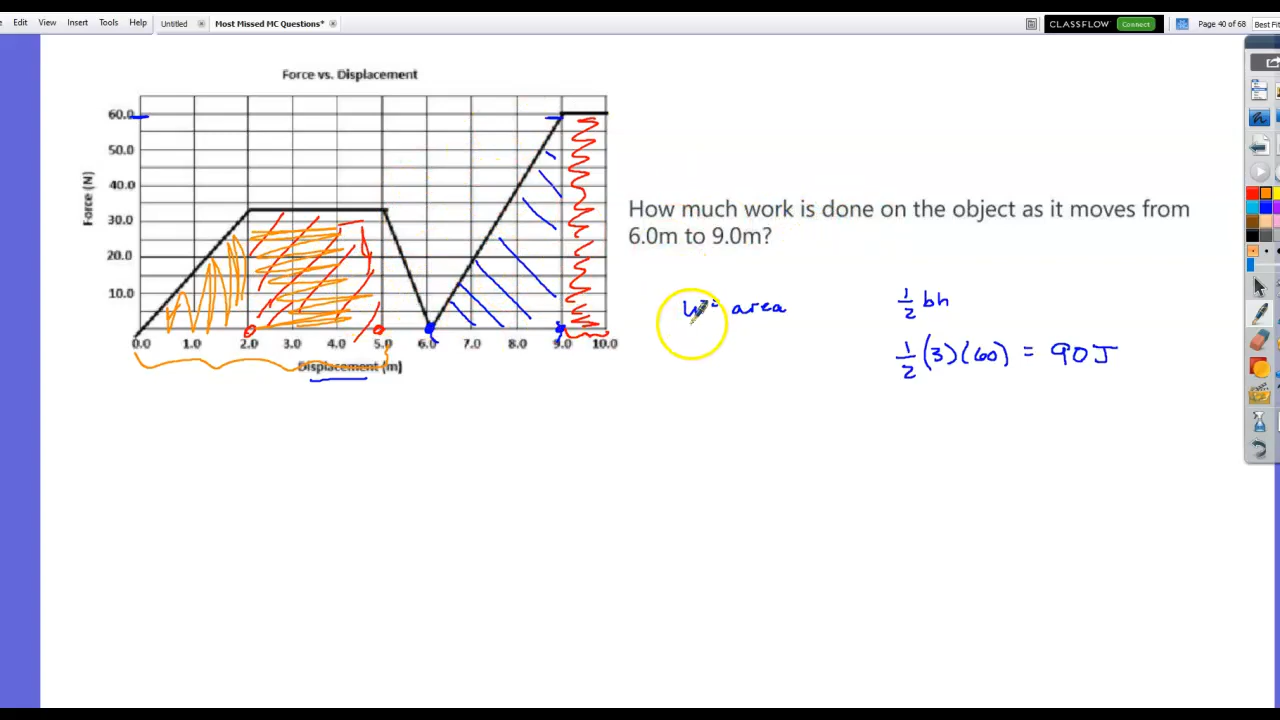 Edit View Insert Tools Help Untitled Most Missed MC Questions*
CLASSFLOW Connect Page 40 of 68 Best Fit
Force vs. Displacement
60.0
50.0
40.0
30.0
20.0
10.0
Force (N)
0.0 1.0 2.0 3.0 4.0 5.0 6.0 7.0 8.0 9.0 10.0
Displacement (m)
How much work is done on the object as it moves from
6.0m to 9.0m?
area
1/2 bh
1/2 (3)(60) = 90J